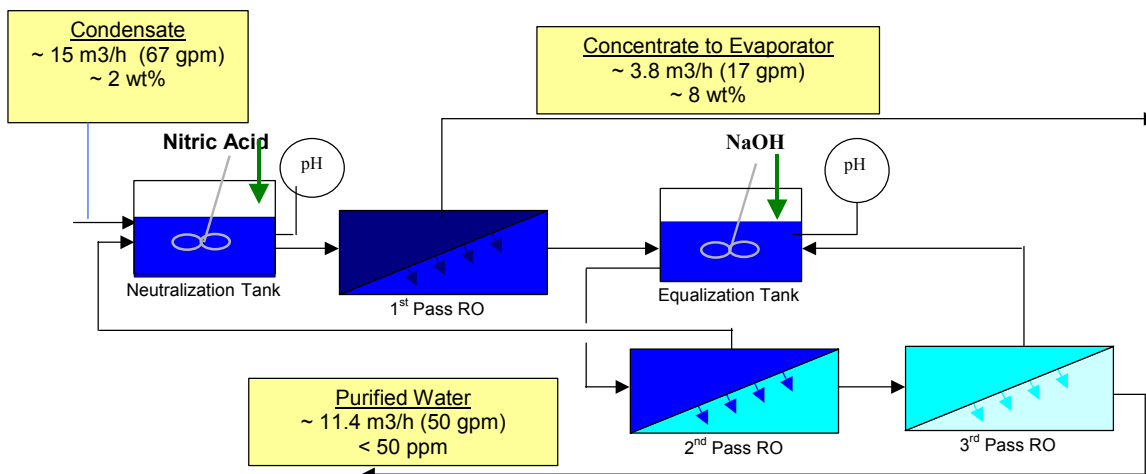 Condensate
~ 15 m3/h (67 gpm)
~ 2 wt%
Concentrate to Evaporator
~ 3.8 m3/h (17 gpm)
~ 8 wt%
Nitric Acid
pH
NaOH
pH
Neutralization Tank
1st Pass RO
Equalization Tank
Purified Water
~ 11.4 m3/h (50 gpm)
< 50 ppm
2nd Pass RO
3rd Pass RO